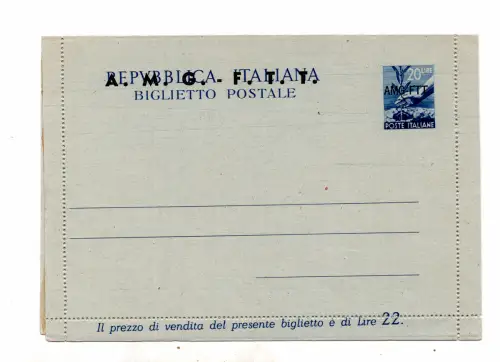 A. M. G. - F. T. T.
REPVBBLICA ITALIANA
BIGLIETTO POSTALE
20 LIRE
AMG-FTT
POSTE ITALIANE
Il prezzo di vendita del presente biglietto è di Lire 22.